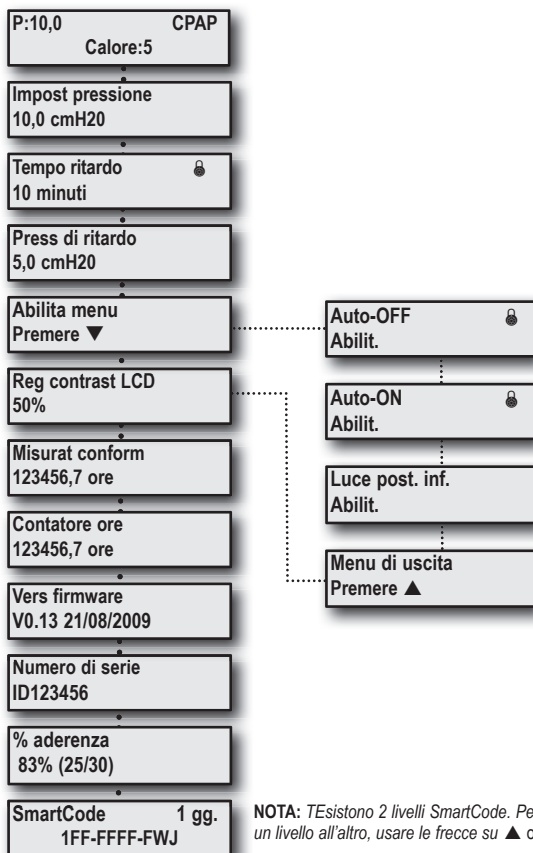 P:10,0 CPAP
Calore:5
Impost pressione
10,0 cmH20
Tempo ritardo
10 minuti
Press di ritardo
5,0 cmH20
Abilita menu
Premere ▼
Reg contrast LCD
50%
Misurat conform
123456,7 ore
Contatore ore
123456,7 ore
Vers firmware
V0.13 21/08/2009
Numero di serie
ID123456
% aderenza
83% (25/30)
SmartCode 1 gg.
1FF-FFFF-FWJ
Auto-OFF
Abilit.
Auto-ON
Abilit.
Luce post. inf.
Abilit.
Menu di uscita
Premere ▲
NOTA: TEsistono 2 livelli SmartCode. Pe
un livello all'altro, usare le frecce su ▲